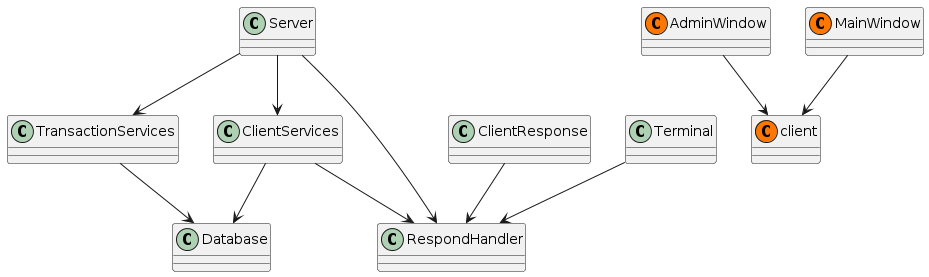 C Server
C AdminWindow
C MainWindow
C TransactionServices
C ClientServices
C ClientResponse
C Terminal
C client
C Database
C RespondHandler